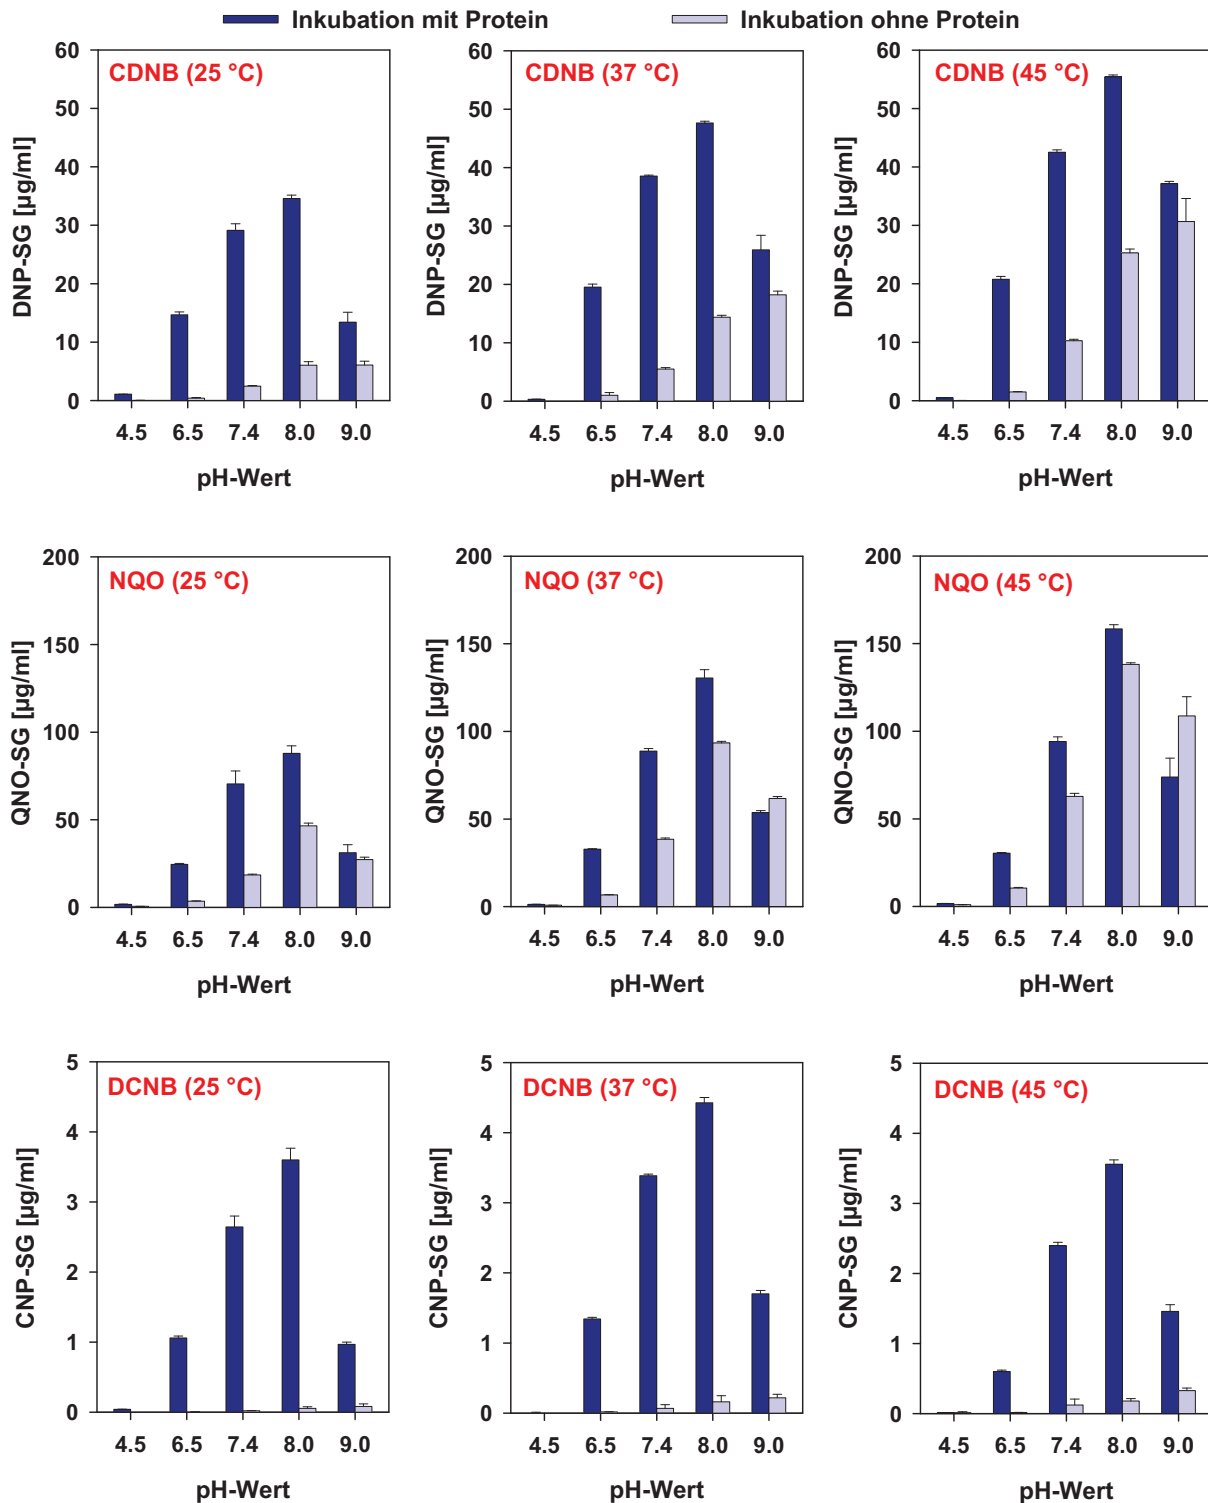 Inkubation mit Protein
Inkubation ohne Protein
CDNB (25 °C)
DNP-SG [µg/ml]
60
50
40
30
20
10
0
4.5 6.5 7.4 8.0 9.0
pH-Wert
CDNB (37 °C)
DNP-SG [µg/ml]
60
50
40
30
20
10
0
4.5 6.5 7.4 8.0 9.0
pH-Wert
CDNB (45 °C)
DNP-SG [µg/ml]
60
50
40
30
20
10
0
4.5 6.5 7.4 8.0 9.0
pH-Wert
NQO (25 °C)
QNO-SG [µg/ml]
200
150
100
50
0
4.5 6.5 7.4 8.0 9.0
pH-Wert
NQO (37 °C)
QNO-SG [µg/ml]
200
150
100
50
0
4.5 6.5 7.4 8.0 9.0
pH-Wert
NQO (45 °C)
QNO-SG [µg/ml]
200
150
100
50
0
4.5 6.5 7.4 8.0 9.0
pH-Wert
DCNB (25 °C)
CNP-SG [µg/ml]
5
4
3
2
1
0
4.5 6.5 7.4 8.0 9.0
pH-Wert
DCNB (37 °C)
CNP-SG [µg/ml]
5
4
3
2
1
0
4.5 6.5 7.4 8.0 9.0
pH-Wert
DCNB (45 °C)
CNP-SG [µg/ml]
5
4
3
2
1
0
4.5 6.5 7.4 8.0 9.0
pH-Wert